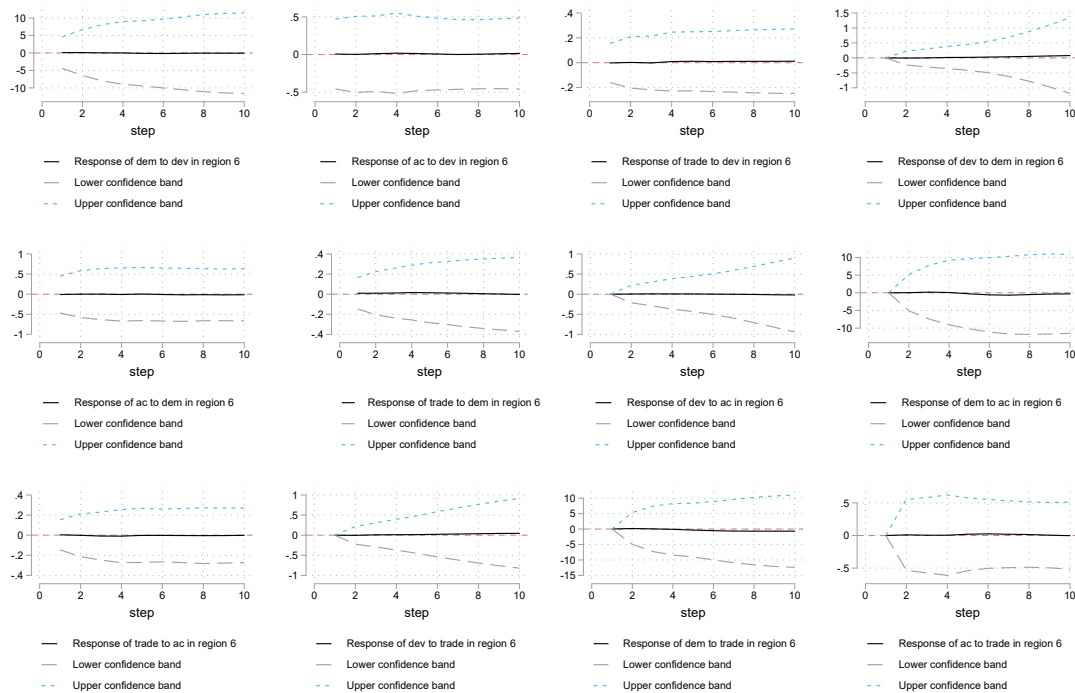 10
5
0
-5
-10
0 2 4 6 8 10
step
Response of dem to dev in region 6
Lower confidence band
Upper confidence band
.5
0
-.5
0 2 4 6 8 10
step
Response of ac to dev in region 6
Lower confidence band
Upper confidence band
.4
.2
0
-.2
0 2 4 6 8 10
step
Response of trade to dev in region 6
Lower confidence band
Upper confidence band
1.5
1
.5
0
-.5
-1
0 2 4 6 8 10
step
Response of dev to dem in region 6
Lower confidence band
Upper confidence band
1
.5
0
-.5
-1
0 2 4 6 8 10
step
Response of ac to dem in region 6
Lower confidence band
Upper confidence band
.4
.2
0
-.2
-.4
0 2 4 6 8 10
step
Response of trade to dem in region 6
Lower confidence band
Upper confidence band
1
.5
0
-.5
-1
0 2 4 6 8 10
step
Response of dev to ac in region 6
Lower confidence band
Upper confidence band
10
5
0
-5
-10
0 2 4 6 8 10
step
Response of dem to ac in region 6
Lower confidence band
Upper confidence band
.4
.2
0
-.2
-.4
0 2 4 6 8 10
step
Response of trade to ac in region 6
Lower confidence band
Upper confidence band
1
.5
0
-.5
-1
0 2 4 6 8 10
step
Response of dev to trade in region 6
Lower confidence band
Upper confidence band
10
5
0
-5
-10
-15
0 2 4 6 8 10
step
Response of dem to trade in region 6
Lower confidence band
Upper confidence band
.5
0
-.5
0 2 4 6 8 10
step
Response of ac to trade in region 6
Lower confidence band
Upper confidence band